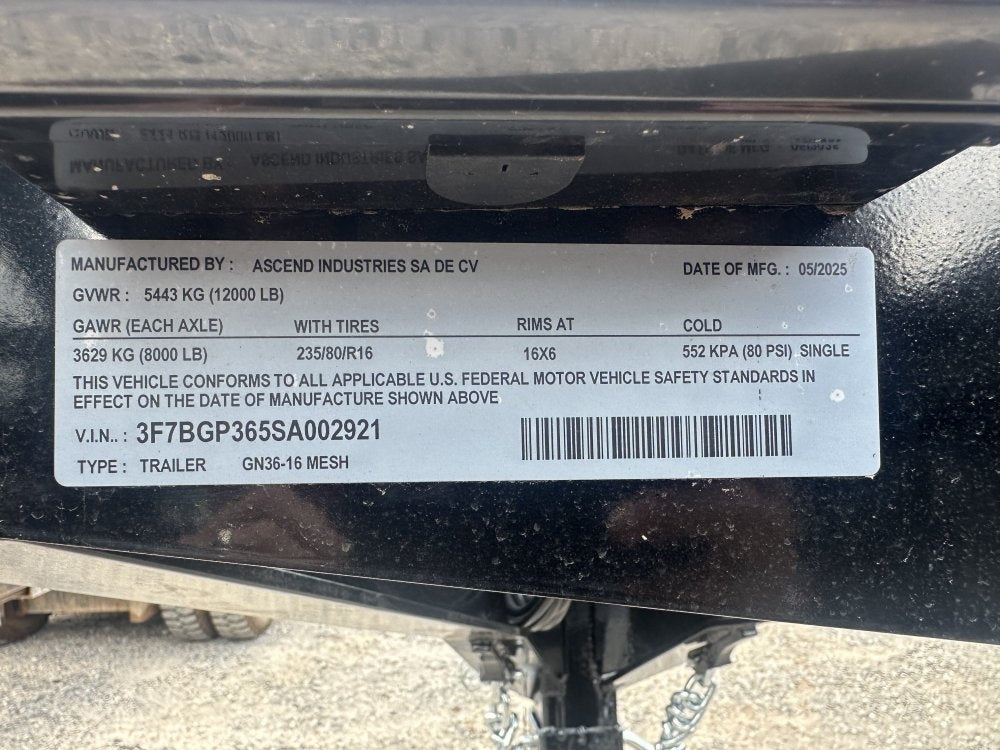 MANUFACTURED BY : ASCEND INDUSTRIES SA DE CV DATE OF MFG. : 05/2025
GVWR : 5443 KG (12000 LB)
GAWR (EACH AXLE) WITH TIRES RIMS AT COLD
3629 KG (8000 LB) 235/80/R16 16X6 552 KPA (80 PSI) SINGLE
THIS VEHICLE CONFORMS TO ALL APPLICABLE U.S. FEDERAL MOTOR VEHICLE SAFETY STANDARDS IN
EFFECT ON THE DATE OF MANUFACTURE SHOWN ABOVE
V.I.N.. : 3F7BGP365SA002921
TYPE : TRAILER GN36-16 MESH